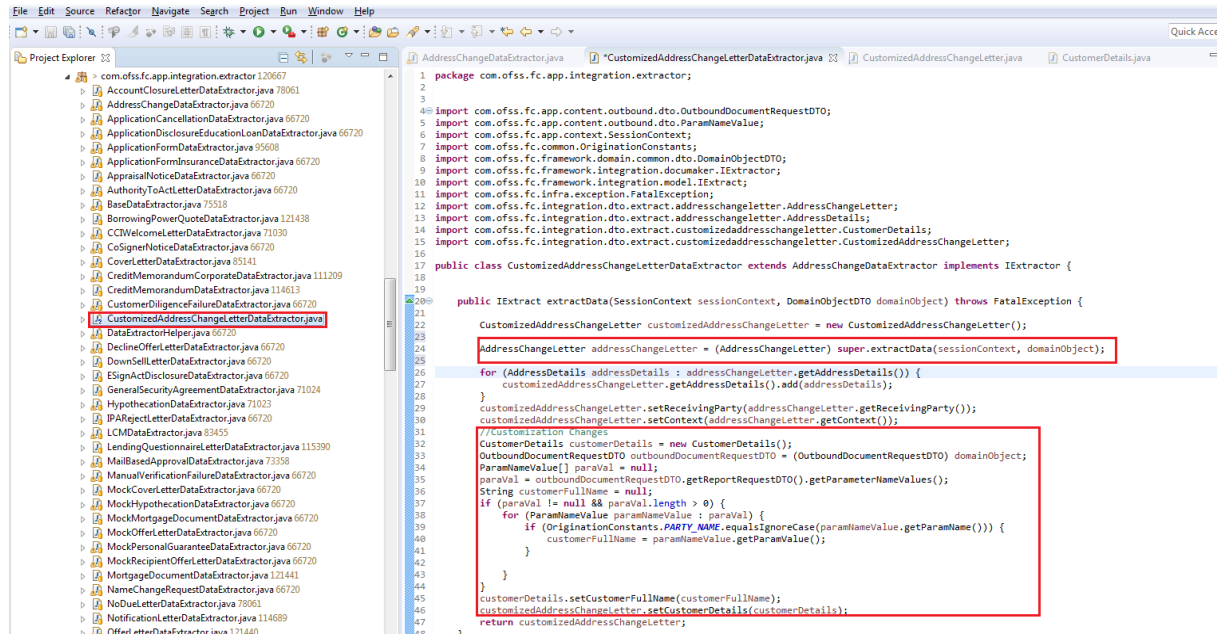 File Edit Source Refactor Navigate Search Project Run Window Help
Quick Acce
Project Explorer
> com.ofss.fc.app.integration.extractor 120667
AccountClosureLetterDataExtractor.java 78061
AddressChangeDataExtractor.java 66720
ApplicationCancellationDataExtractor.java 66720
ApplicationDisclosureEducationLoanDataExtractor.java 66720
ApplicationFormDataExtractor.java 95608
ApplicationFormInsuranceDataExtractor.java 66720
AppraisalNoticeDataExtractor.java 66720
AuthorityToActLetterDataExtractor.java 66720
BaseDataExtractor.java 75518
BorrowingPowerQuoteDataExtractor.java 121438
CCIWelcomeLetterDataExtractor.java 71030
CoSignerNoticeDataExtractor.java 66720
CoverLetterDataExtractor.java 85141
CreditMemorandumCorporateDataExtractor.java 111209
CreditMemorandumDataExtractor.java 114613
CustomerDiligenceFailureDataExtractor.java 66720
CustomizedAddressChangeLetterDataExtractor.java
DataExtractorHelper.java 66720
DeclineOfferLetterDataExtractor.java 66720
DownSellLetterDataExtractor.java 66720
ESignActDisclosureDataExtractor.java 66720
GeneralSecurityAgreementDataExtractor.java 71024
HypothecationDataExtractor.java 71023
IPARejectLetterDataExtractor.java 66720
LCMDataExtractor.java 83455
LendingQuestionnaireLetterDataExtractor.java 115390
MailBasedApprovalDataExtractor.java 73358
ManualVerificationFailureDataExtractor.java 66720
MockCoverLetterDataExtractor.java 66720
MockHypothecationDataExtractor.java 66720
MockMortgageDocumentDataExtractor.java 66720
MockOfferLetterDataExtractor.java 66720
MockPersonalGuaranteeDataExtractor.java 66720
MockRecipientOfferLetterDataExtractor.java 66720
MortgageDocumentDataExtractor.java 121441
NameChangeRequestDataExtractor.java 66720
NoDueLetterDataExtractor.java 78061
NotificationLetterDataExtractor.java 114689
OfferLetterDataExtractor.java 121440
AddressChangeDataExtractor.java *CustomizedAddressChangeLetterDataExtractor.java CustomizedAddressChangeLetter.java CustomerDetails.java
1 package com.ofss.fc.app.integration.extractor;
2
3
4 import com.ofss.fc.app.content.outbound.dto.OutboundDocumentRequestDTO;
5 import com.ofss.fc.app.content.outbound.dto.ParamNameValue;
6 import com.ofss.fc.app.context.SessionContext;
7 import com.ofss.fc.common.OriginationConstants;
8 import com.ofss.fc.framework.domain.common.dto.DomainObjectDTO;
9 import com.ofss.fc.framework.integration.documaker.IExtractor;
10 import com.ofss.fc.framework.integration.model.IExtract;
11 import com.ofss.fc.infra.exception.FatalException;
12 import com.ofss.fc.integration.dto.extract.addresschangeletter.AddressChangeLetter;
13 import com.ofss.fc.integration.dto.extract.addresschangeletter.AddressDetails;
14 import com.ofss.fc.integration.dto.extract.customizedaddresschangeletter.CustomerDetails;
15 import com.ofss.fc.integration.dto.extract.customizedaddresschangeletter.CustomizedAddressChangeLetter;
16
17 public class CustomizedAddressChangeLetterDataExtractor extends AddressChangeDataExtractor implements IExtractor {
18
19
20 public IExtract extractData(SessionContext sessionContext, DomainObjectDTO domainObject) throws FatalException {
21
22 CustomizedAddressChangeLetter customizedAddressChangeLetter = new CustomizedAddressChangeLetter();
23
24 AddressChangeLetter addressChangeLetter = (AddressChangeLetter) super.extractData(sessionContext, domainObject);
25
26 for (AddressDetails addressDetails : addressChangeLetter.getAddressDetails()) {
27 customizedAddressChangeLetter.getAddressDetails().add(addressDetails);
28 }
29 customizedAddressChangeLetter.setReceivingParty(addressChangeLetter.getReceivingParty());
30 customizedAddressChangeLetter.setContext(addressChangeLetter.getContext());
31 //Customization Changes
32 CustomerDetails customerDetails = new CustomerDetails();
33 OutboundDocumentRequestDTO outboundDocumentRequestDTO = (OutboundDocumentRequestDTO) domainObject;
34 ParamNameValue[] paraVal = null;
35 paraVal = outboundDocumentRequestDTO.getReportRequestDTO().getParameterNameValues();
36 String customerFullName = null;
37 if (paraVal != null && paraVal.length > 0) {
38 for (ParamNameValue paramNameValue : paraVal) {
39 if (OriginationConstants.PARTY_NAME.equalsIgnoreCase(paramNameValue.getParamName())) {
40 customerFullName = paramNameValue.getParamValue();
41 }
42
43 }
44 }
45 customerDetails.setCustomerFullName(customerFullName);
46 customizedAddressChangeLetter.setCustomerDetails(customerDetails);
47 return customizedAddressChangeLetter;
48 }